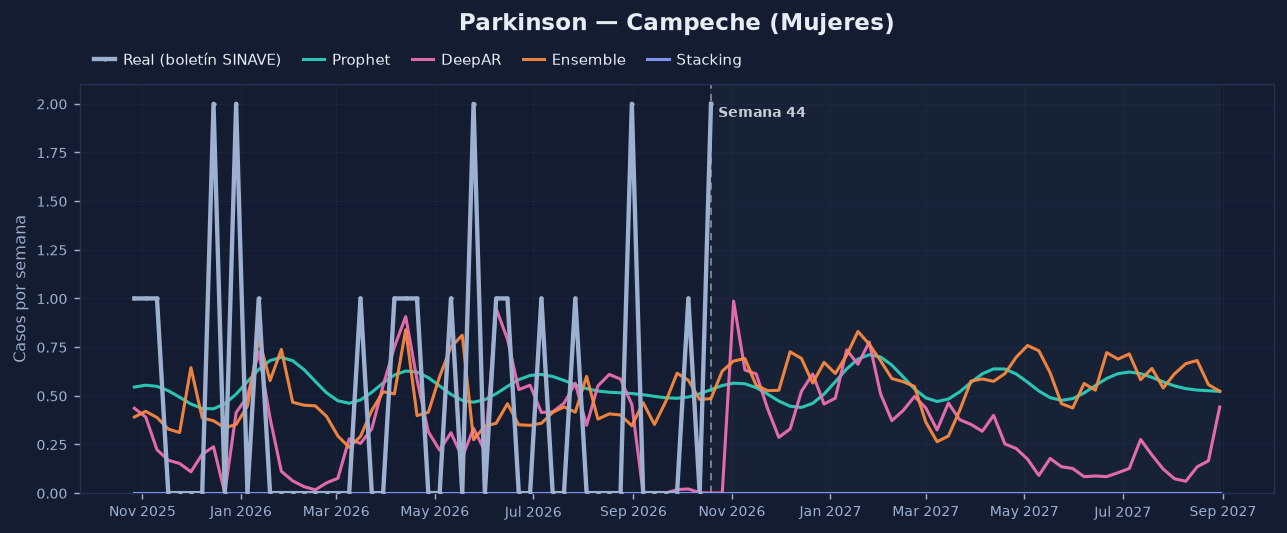 Parkinson — Campeche (Mujeres)
Real (boletín SINAVE) Prophet DeepAR Ensemble Stacking
Semana 44
Casos por semana
2.00
1.75
1.50
1.25
1.00
0.75
0.50
0.25
0.00
Nov 2025 Jan 2026 Mar 2026 May 2026 Jul 2026 Sep 2026 Nov 2026 Jan 2027 Mar 2027 May 2027 Jul 2027 Sep 2027